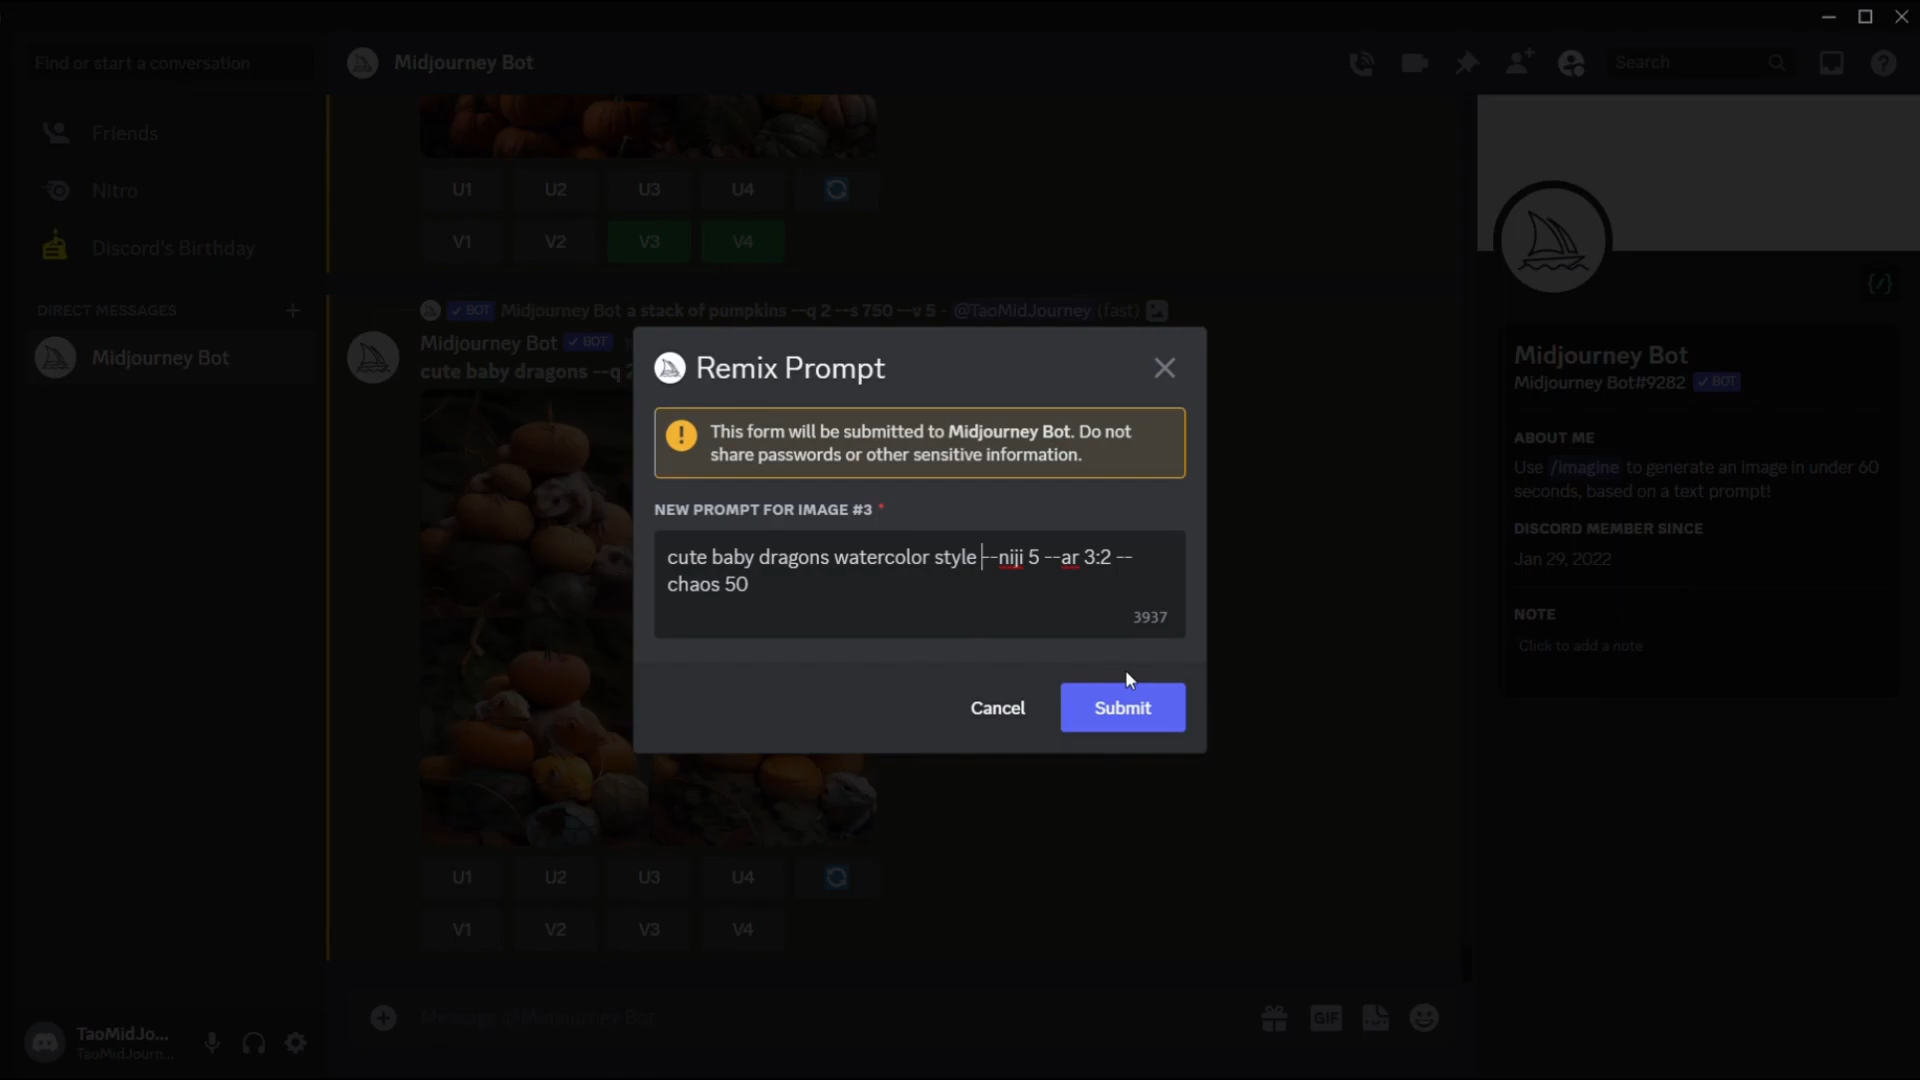 Find or start a conversation
Midjourney Bot
Search
Friends
Nitro
Discord's Birthday
DIRECT MESSAGES
Midjourney Bot
U1 U2 U3 U4
V1 V2 V3 V4
✓ BOT Midjourney Bot a stack of pumpkins --q 2 --s 750 --v 5 - @TaoMidJourney (fast)
Midjourney Bot ✓ BOT
cute baby dragons --q 2
Remix Prompt
This form will be submitted to Midjourney Bot. Do not
share passwords or other sensitive information.
NEW PROMPT FOR IMAGE #3 *
cute baby dragons watercolor style --niji 5 --ar 3:2 --
chaos 50
3937
Cancel
Submit
U1 U2 U3 U4
V1 V2 V3 V4
Message @Midjourney Bot
GIF
TaoMidJo...
TaoMidJourn...
Midjourney Bot
Midjourney Bot#9282 ✓ BOT
ABOUT ME
Use /imagine to generate an image in under 60
seconds, based on a text prompt!
DISCORD MEMBER SINCE
Jan 29, 2022
NOTE
Click to add a note